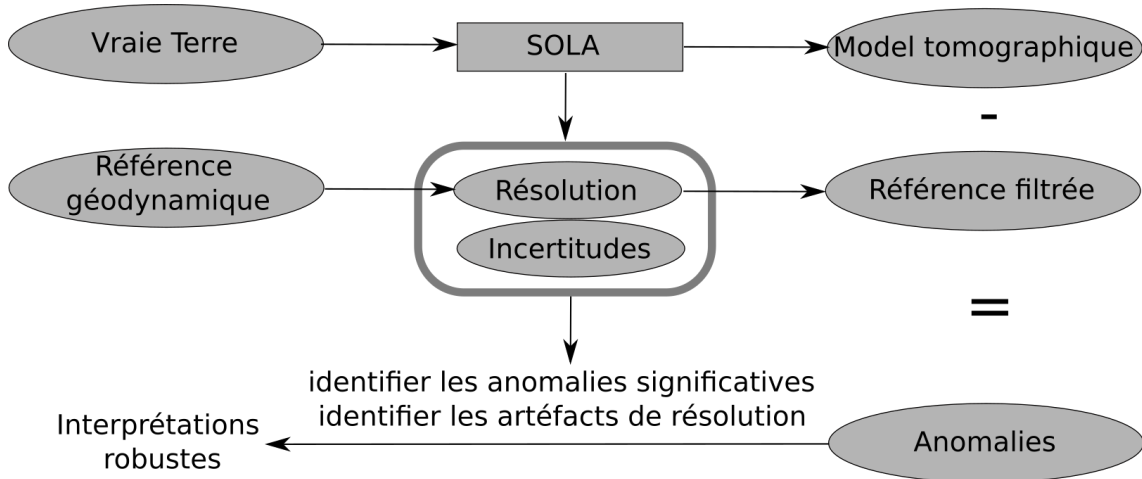 Vraie Terre
SOLA
Model tomographique
-
Référence
géodynamique
Résolution
Référence filtrée
Incertitudes
=
identifier les anomalies significatives
identifier les artéfacts de résolution
Interprétations
robustes
Anomalies